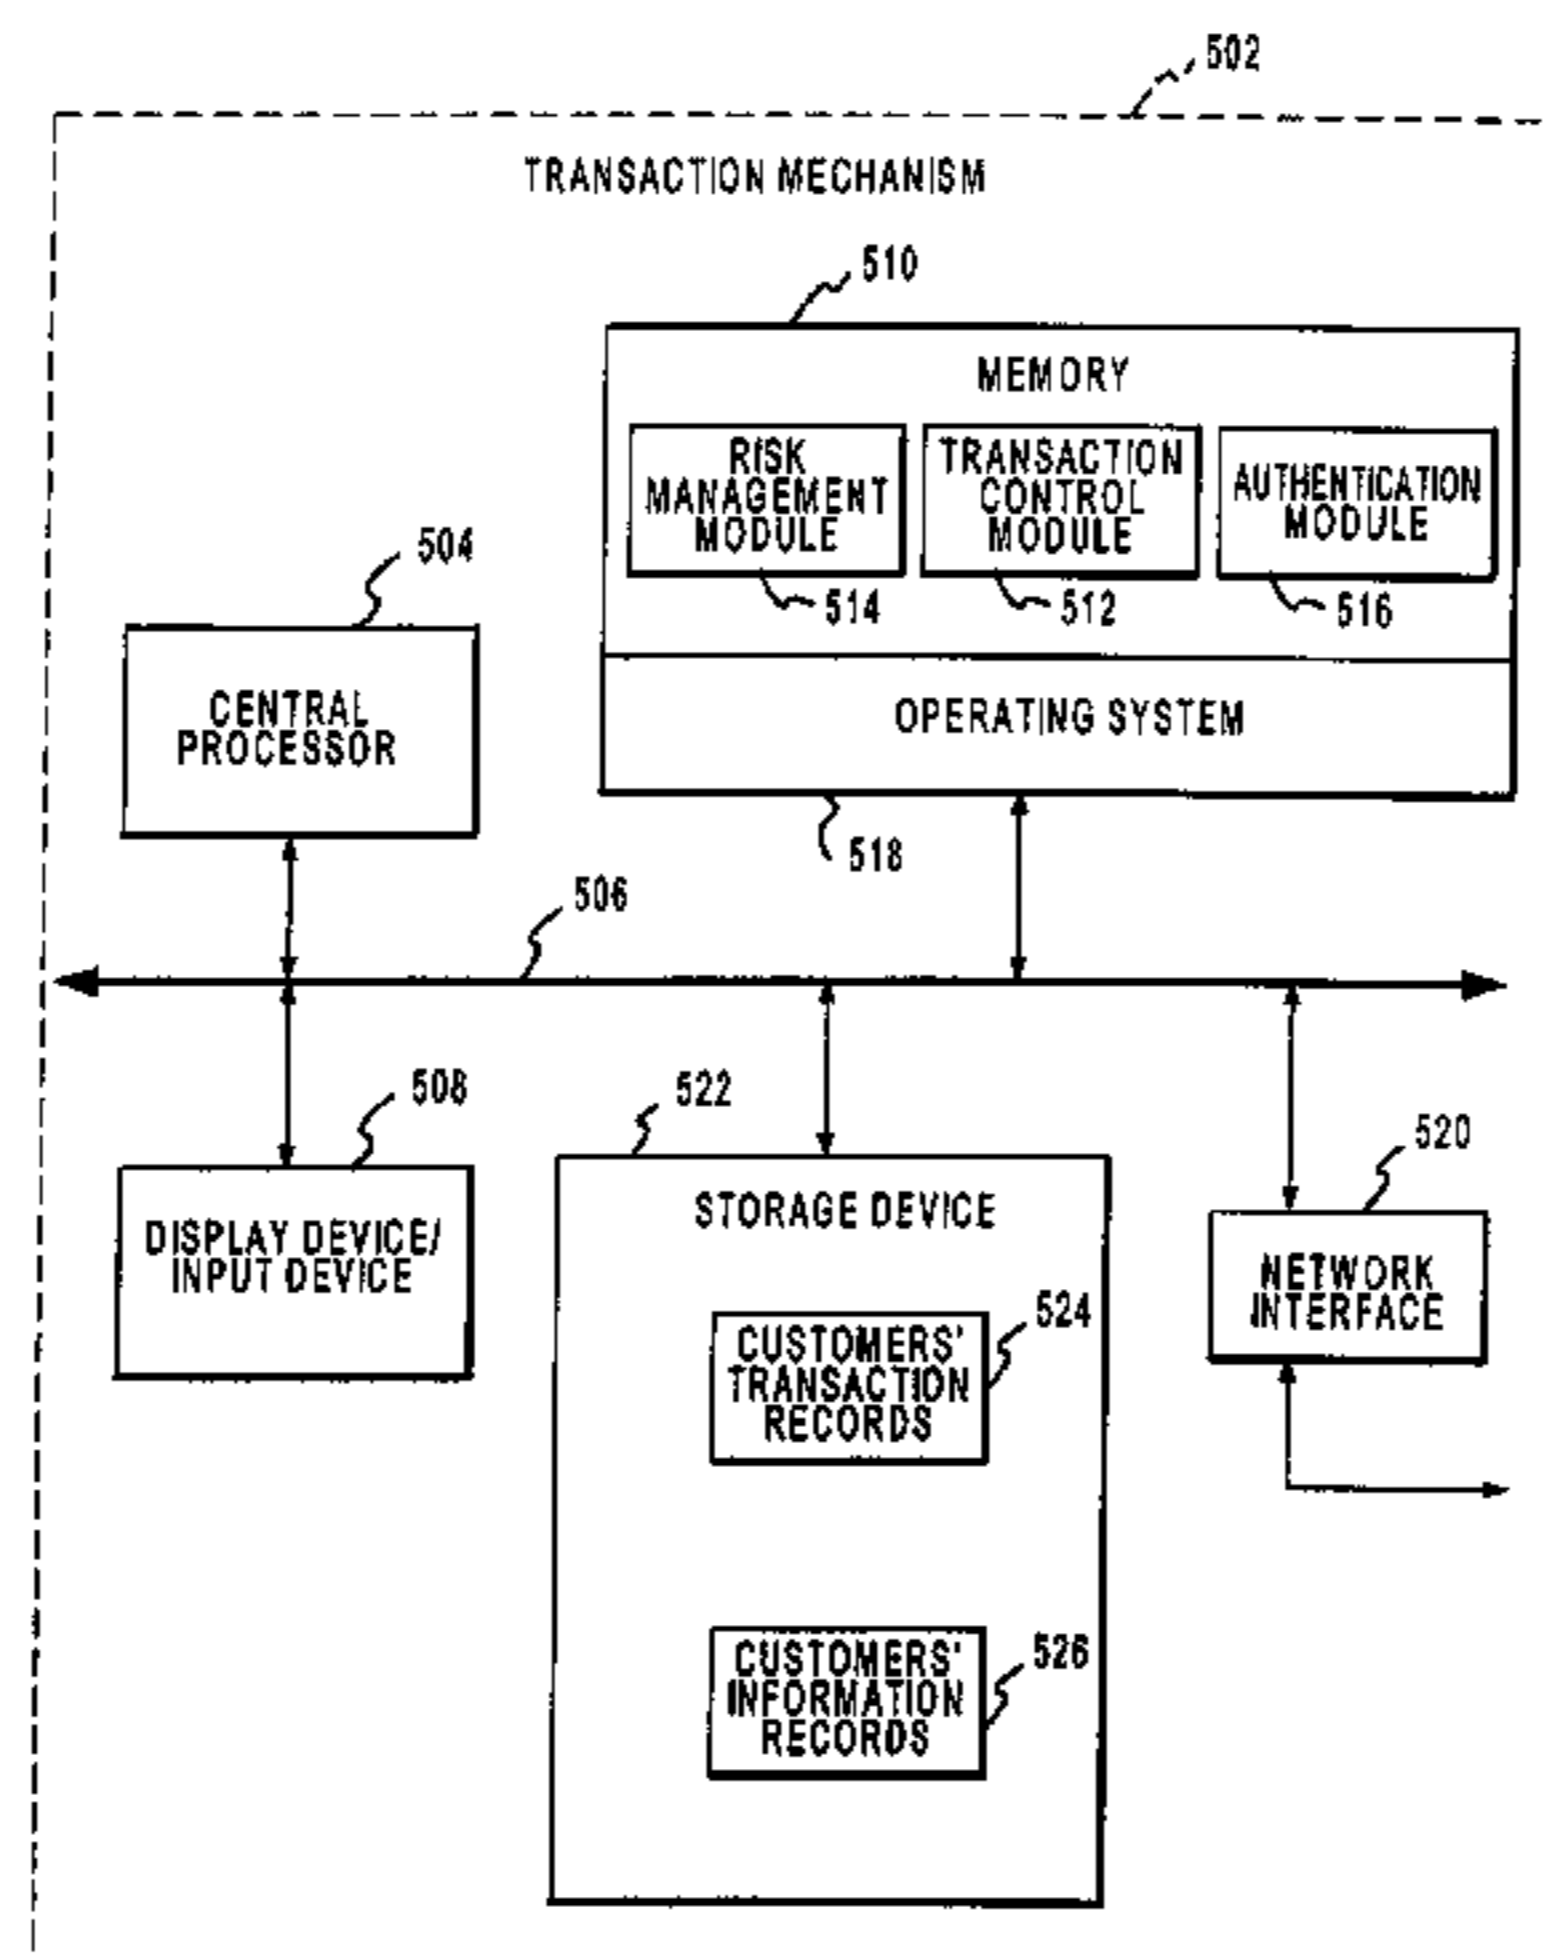 502
TRANSACTION MECHANISM
510
MEMORY
RISK
MANAGEMENT
MODULE
TRANSACTION
CONTROL
MODULE
AUTHENTICATION
MODULE
514
512
516
504
CENTRAL
PROCESSOR
OPERATING SYSTEM
518
506
508
DISPLAY DEVICE/
INPUT DEVICE
522
STORAGE DEVICE
520
NETWORK
INTERFACE
524
CUSTOMERS'
TRANSACTION
RECORDS
526
CUSTOMERS'
INFORMATION
RECORDS